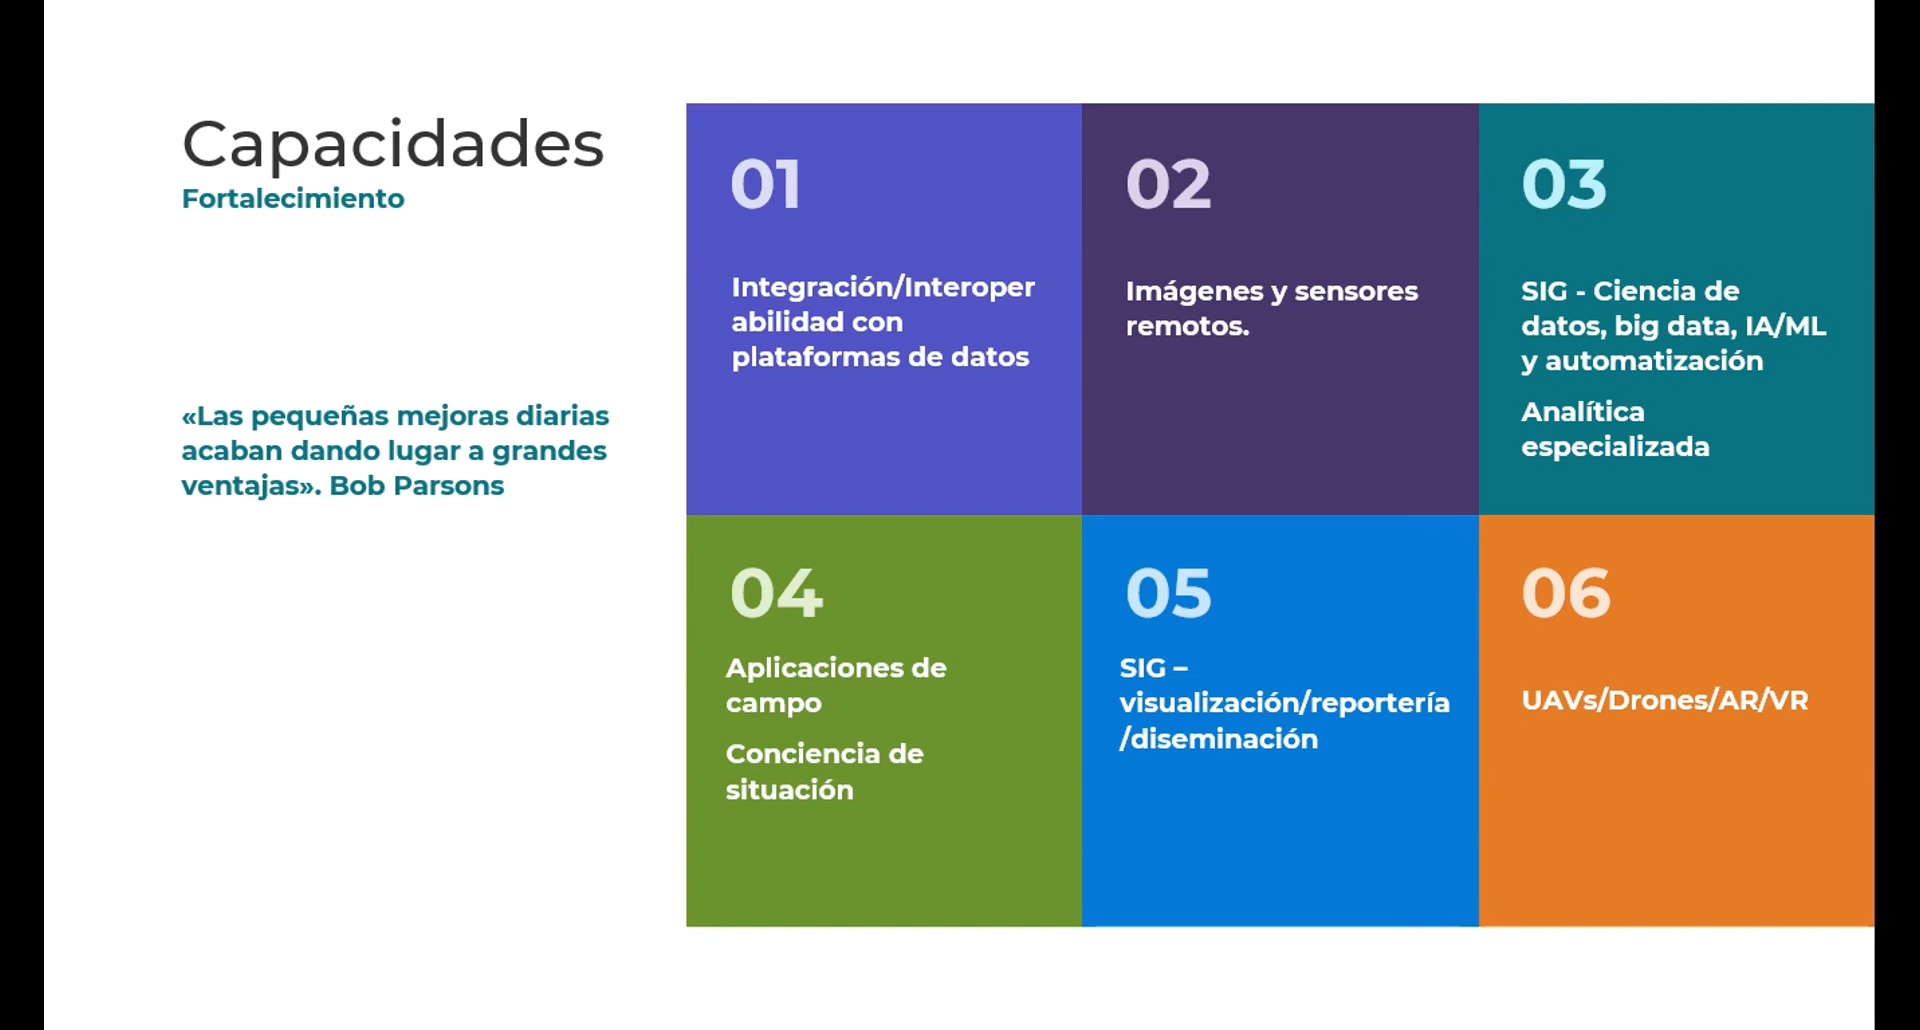 Capacidades
Fortalecimiento
«Las pequeñas mejoras diarias
acaban dando lugar a grandes
ventajas». Bob Parsons
01
Integración/Interoper
abilidad con
plataformas de datos
02
Imágenes y sensores
remotos.
03
SIG - Ciencia de
datos, big data, IA/ML
y automatización
Analítica
especializada
04
Aplicaciones de
campo
Conciencia de
situación
05
SIG –
visualización/reportería
/diseminación
06
UAVs/Drones/AR/VR